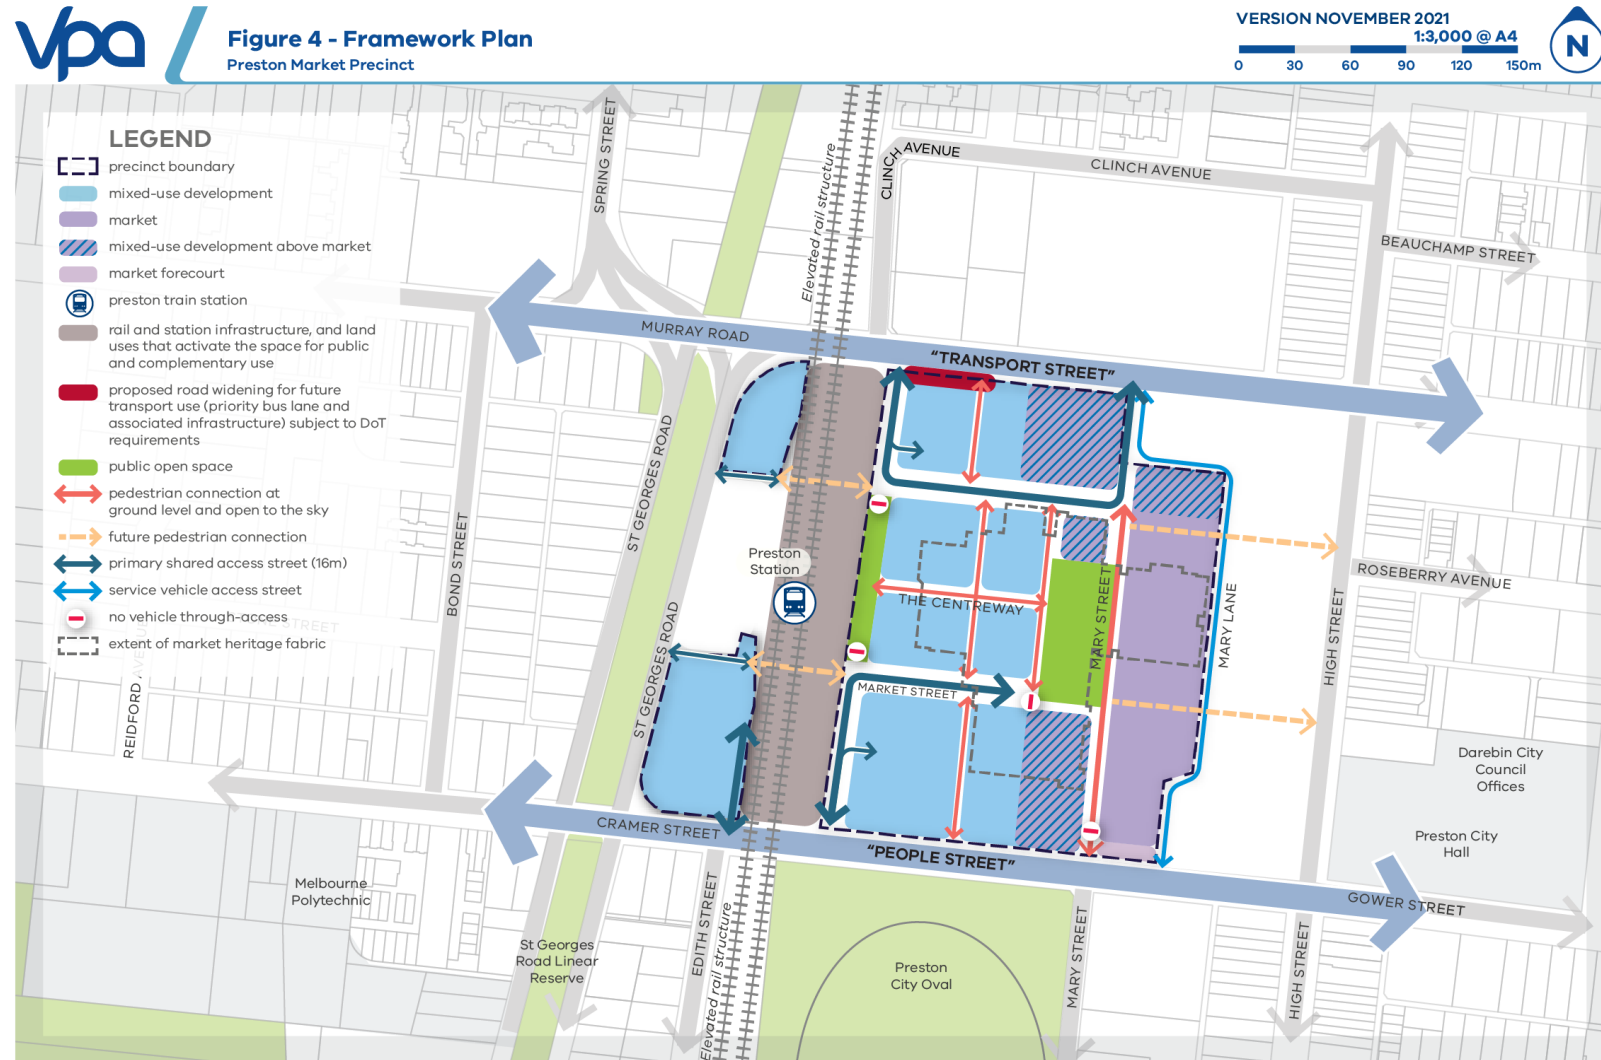 vpa
Figure 4 - Framework Plan
Preston Market Precinct
VERSION NOVEMBER 2021
1:3,000 @ A4
0 30 60 90 120 150m
N
LEGEND
precinct boundary
mixed-use development
market
mixed-use development above market
market forecourt
preston train station
rail and station infrastructure, and land
uses that activate the space for public
and complementary use
proposed road widening for future
transport use (priority bus lane and
associated infrastructure) subject to DoT
requirements
public open space
pedestrian connection at
ground level and open to the sky
future pedestrian connection
primary shared access street (16m)
service vehicle access street
no vehicle through-access
extent of market heritage fabric
SPRING STREET
Elevated rail structure
CLINCH AVENUE
CLINCH AVENUE
BEAUCHAMP STREET
MURRAY ROAD
"TRANSPORT STREET"
ST GEORGES ROAD
BOND STREET
Preston
Station
THE CENTREWAY
MARY STREET
MARY LANE
ROSEBERRY AVENUE
HIGH STREET
ST GEORGES ROAD
MARKET STREET
REIDFORD
Darebin City
Council
Offices
CRAMER STREET
"PEOPLE STREET"
Preston City
Hall
GOWER STREET
Melbourne
Polytechnic
St Georges
Road Linear
Reserve
EDITH STREET
Elevated rail structure
Preston
City Oval
MARY STREET
HIGH STREET